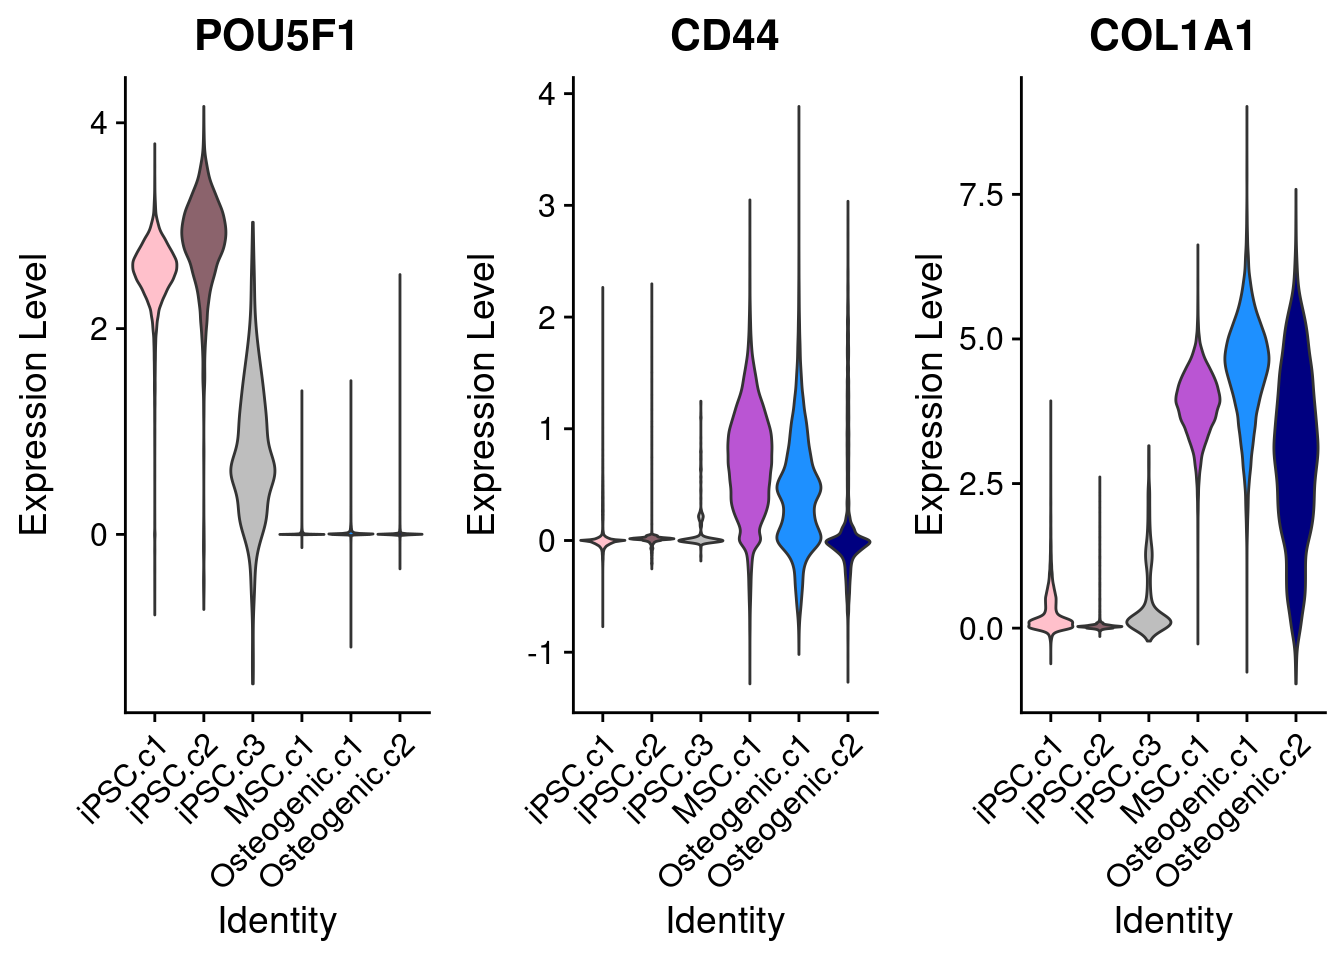 POU5F1
Expression Level
4
2
0
iPSC.c1
iPSC.c2
iPSC.c3
MSC.c1
Osteogenic.c1
Osteogenic.c2
Identity
CD44
Expression Level
4
3
2
1
0
-1
iPSC.c1
iPSC.c2
iPSC.c3
MSC.c1
Osteogenic.c1
Osteogenic.c2
Identity
COL1A1
Expression Level
7.5
5.0
2.5
0.0
iPSC.c1
iPSC.c2
iPSC.c3
MSC.c1
Osteogenic.c1
Osteogenic.c2
Identity